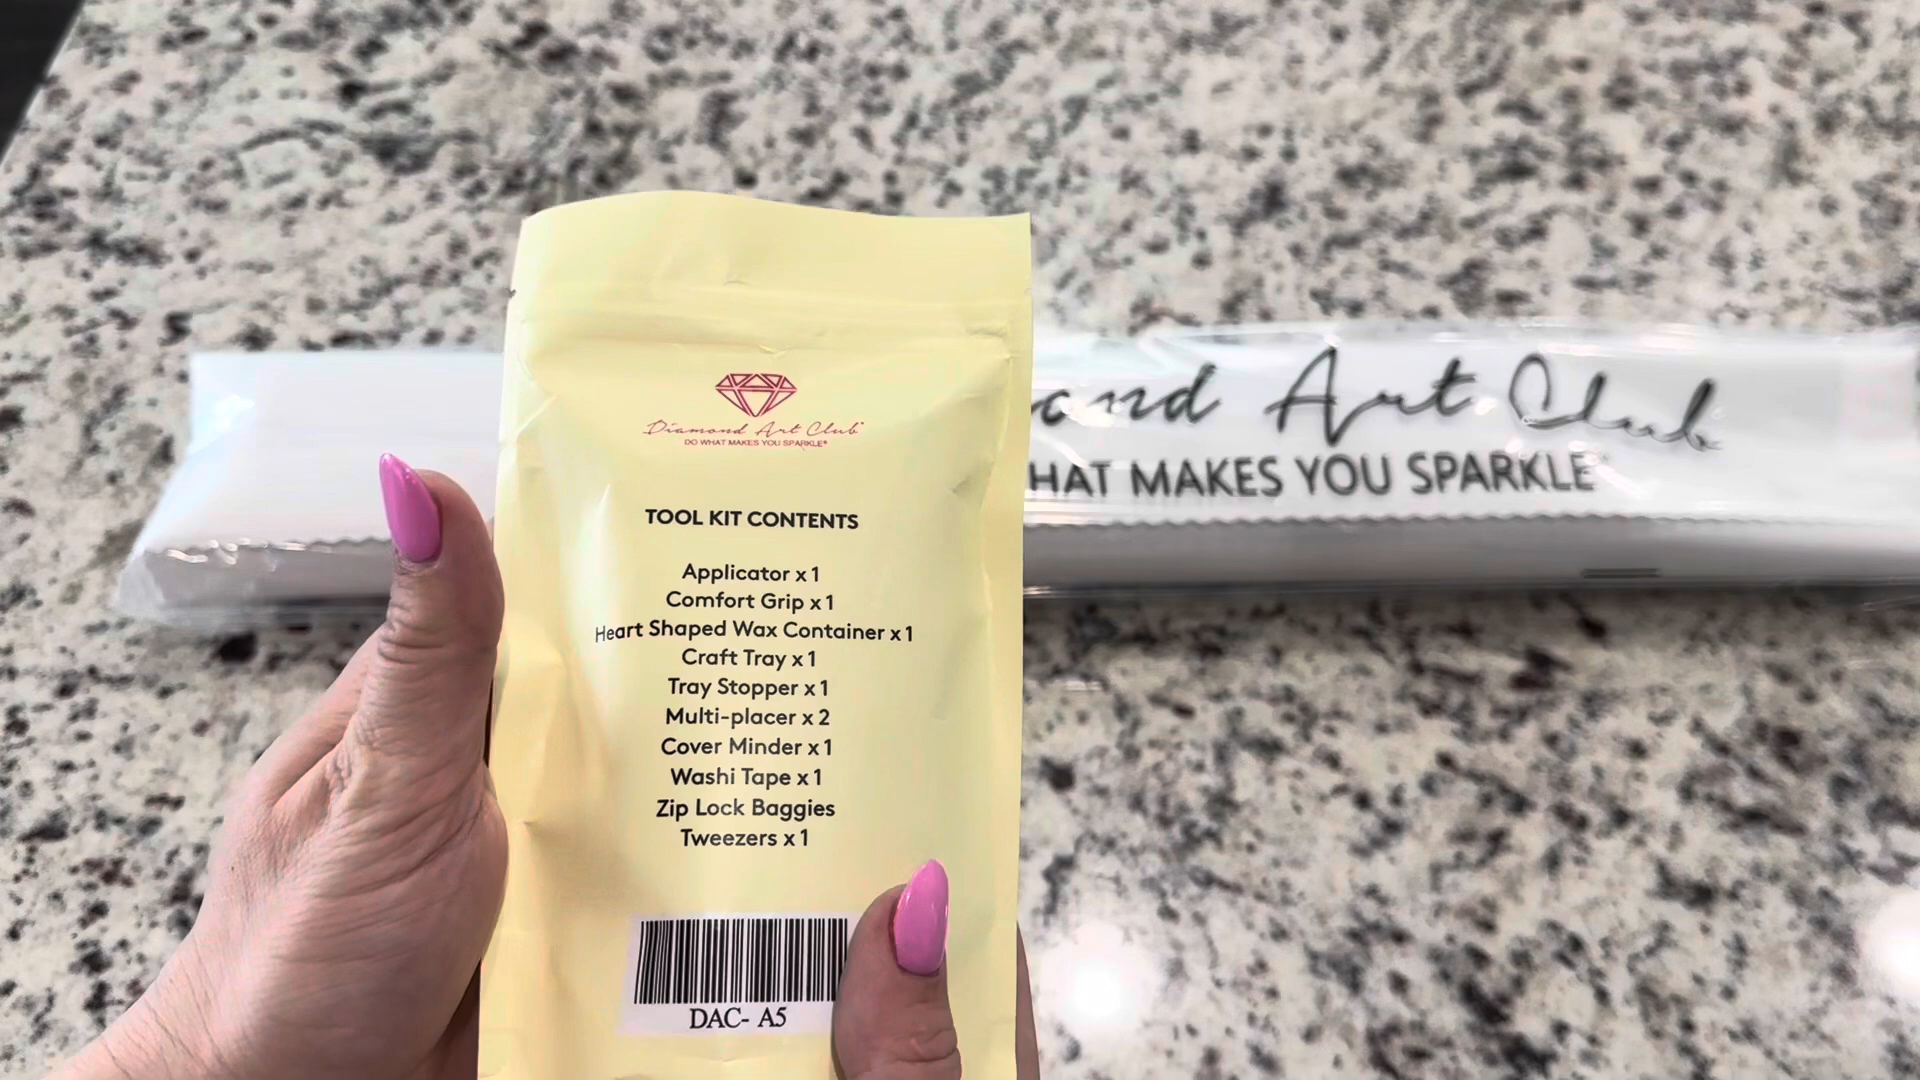 Diamond Art Club®
DO WHAT MAKES YOU SPARKLE®
TOOL KIT CONTENTS
Applicator x 1
Comfort Grip x 1
Heart Shaped Wax Container x 1
Craft Tray x 1
Tray Stopper x 1
Multi-placer x 2
Cover Minder x 1
Washi Tape x 1
Zip Lock Baggies
Tweezers x 1
DAC- A5
Art Club
MAKES YOU SPARKLE